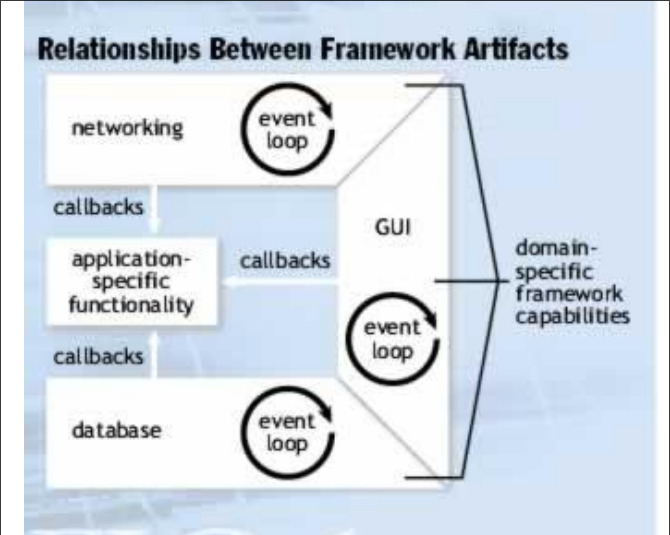 Relationships Between Framework Artifacts
networking
event
loop
callbacks
GUI
application-
specific
functionality
callbacks
domain-
specific
framework
capabilities
event
loop
callbacks
database
event
loop